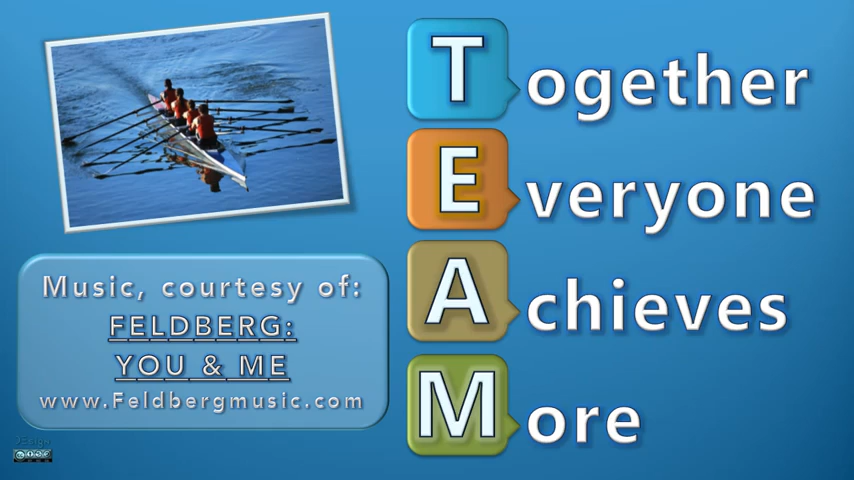 Together
Everyone
Achieves
More
Music, courtesy of:
FELDBERG:
YOU & ME
www.Feldbergmusic.com